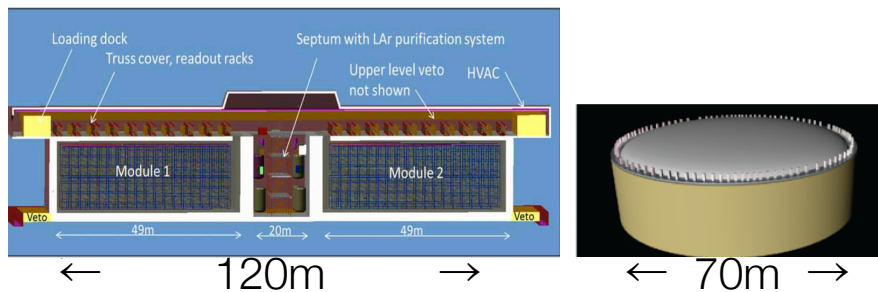 Loading dock
Septum with LAr purification system
Truss cover, readout racks
Upper level veto
not shown
HVAC
Module 1
Module 2
Veto
Veto
49m
20m
49m
← 120m →
← 70m →